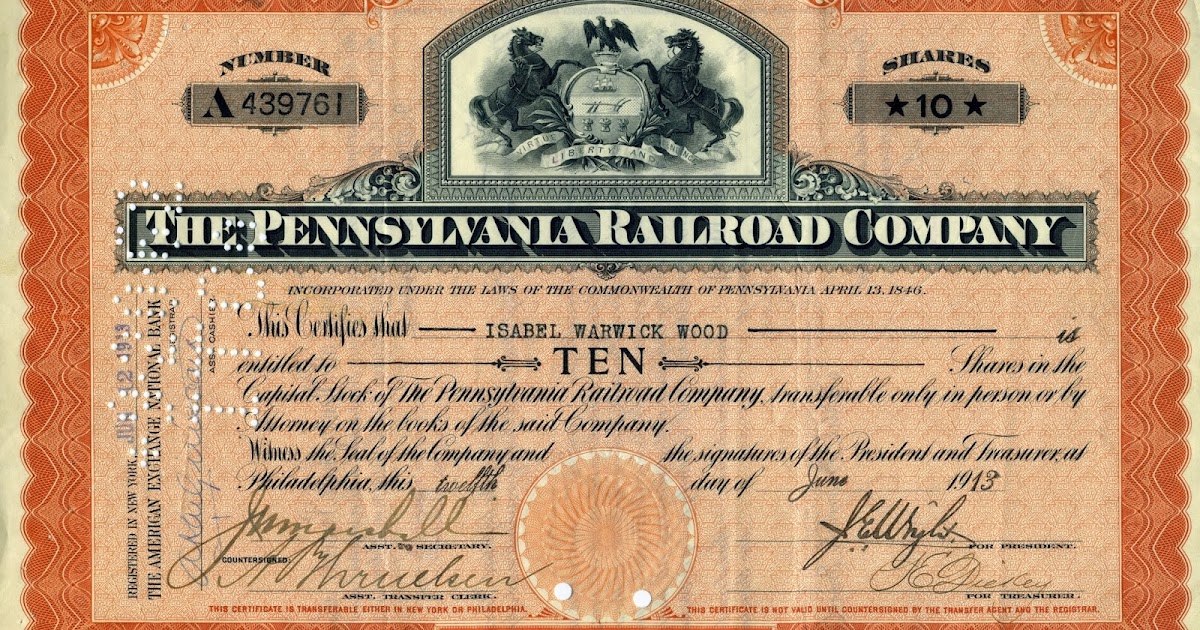 NUMBER
A 439761
SHARES
★ 10 ★
VIRTUE LIBERTY AND
THE PENNSYLVANIA RAILROAD COMPANY
INCORPORATED UNDER THE LAWS OF THE COMMONWEALTH OF PENNSYLVANIA APRIL 13, 1846.
This Certifies that ISABEL WARWICK WOOD is
entitled to TEN Shares in the
Capital Stock of The Pennsylvania Railroad Company, transferable only in person or by
Attorney on the books of the said Company.
Witness the Seal of the Company and the signatures of the President and Treasurer, at
Philadelphia, this twelfth day of June 1913
ASST. TO SECRETARY.
FOR PRESIDENT.
COUNTERSIGNED:
ASST. TRANSFER CLERK.
FOR TREASURER.
THIS CERTIFICATE IS TRANSFERABLE EITHER IN NEW YORK OR PHILADELPHIA.
THIS CERTIFICATE IS NOT VALID UNTIL COUNTERSIGNED BY THE TRANSFER AGENT AND THE REGISTRAR.
REGISTERED IN NEW YORK
THE AMERICAN EXCHANGE NATIONAL BANK
JUN 12 1913
REGISTRAR
ASS. CASHIER